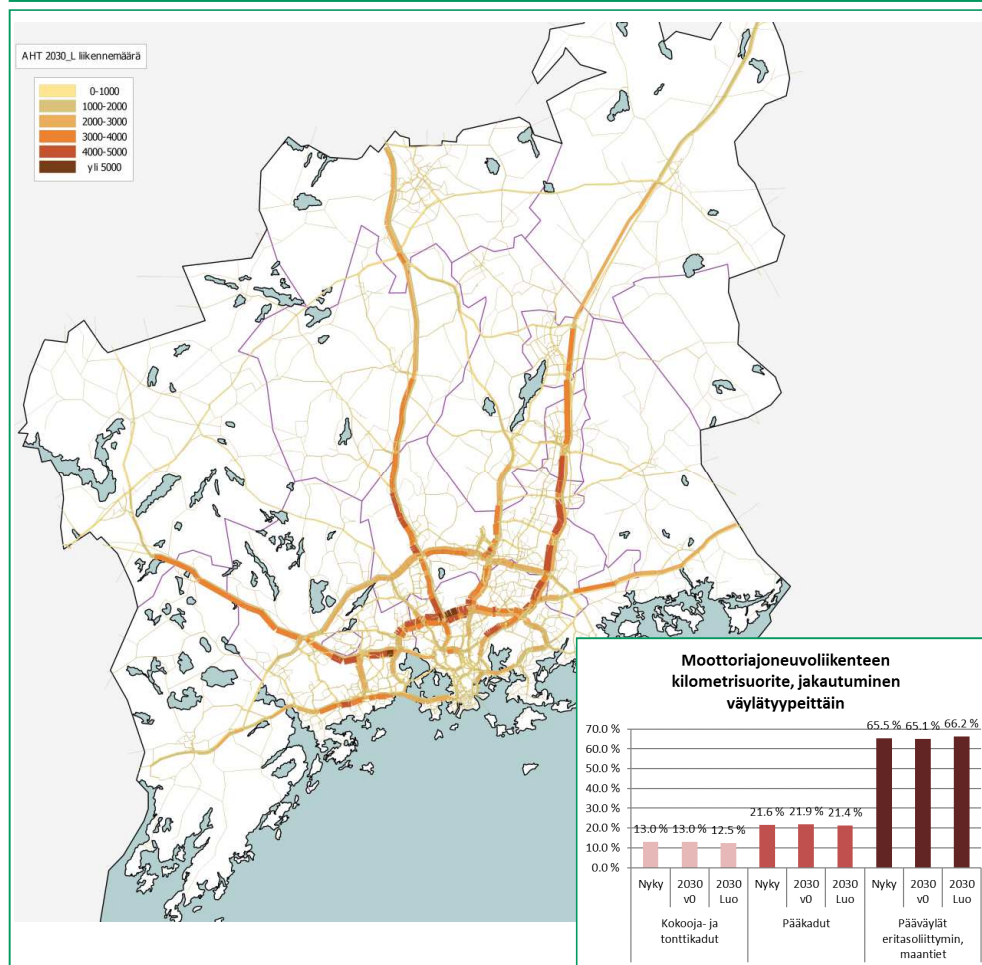 AHT 2030_L liikennemäärä
0-1000
1000-2000
2000-3000
3000-4000
4000-5000
yli 5000
Moottoriajoneuvoliikenteen
kilometrisuorite, jakautuminen
väylätyypeittäin
70.0 %
60.0 %
50.0 %
40.0 %
30.0 %
20.0 %
10.0 %
0.0 %
13.0 % 13.0 % 12.5 %
21.6 % 21.9 % 21.4 %
65.5 % 65.1 % 66.2 %
Nyky 2030 2030 Nyky 2030 2030 Nyky 2030 2030
v0 Luo v0 Luo v0 Luo
Kokooja- ja Pääkadut Pääväylät
tonttikadut eritasoliittymin,
maantiet